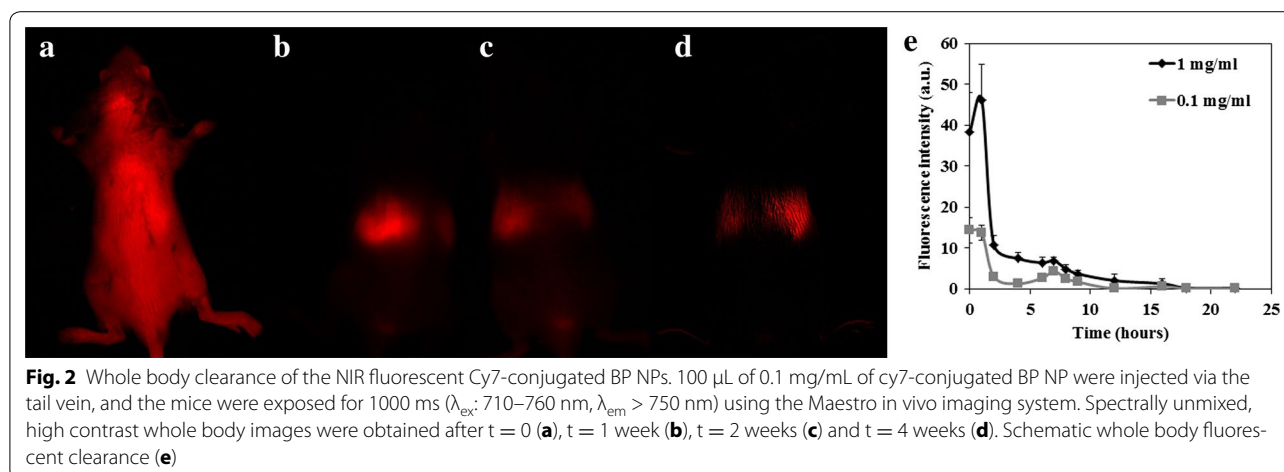 a
b
c
d
e
60
50
40
30
20
10
0
Fluorescence intensity (a.u.)
1 mg/ml
0.1 mg/ml
0 5 10 15 20 25
Time (hours)
Fig. 2 Whole body clearance of the NIR fluorescent Cy7-conjugated BP NPs. 100 μL of 0.1 mg/mL of cy7-conjugated BP NP were injected via the
tail vein, and the mice were exposed for 1000 ms (λex: 710–760 nm, λem > 750 nm) using the Maestro in vivo imaging system. Spectrally unmixed,
high contrast whole body images were obtained after t = 0 (a), t = 1 week (b), t = 2 weeks (c) and t = 4 weeks (d). Schematic whole body fluores-
cent clearance (e)